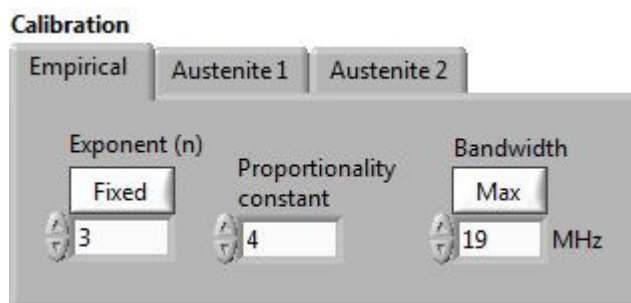 Calibration
Empirical
Austenite 1
Austenite 2
Exponent (n)
Fixed
3
Proportionality
constant
4
Bandwidth
Max
19 MHz